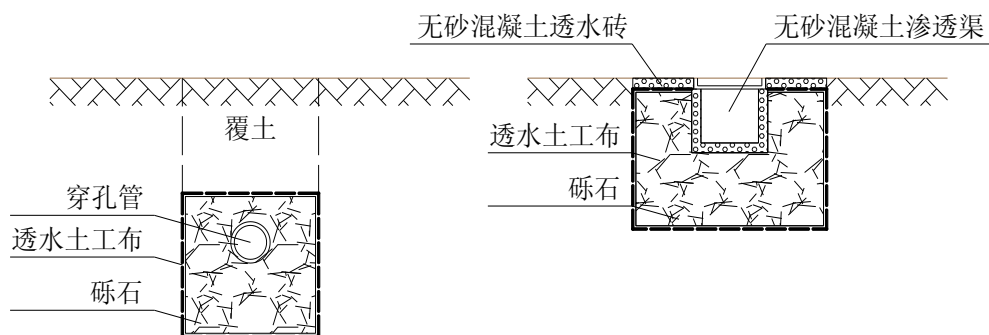 无砂混凝土透水砖
无砂混凝土渗透渠
覆土
透水土工布
砾石
穿孔管
透水土工布
砾石